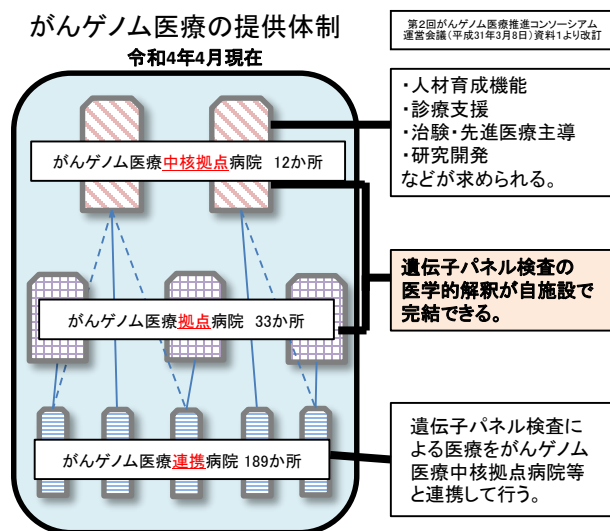 がんゲノム医療の提供体制
令和4年4月現在
第2回がんゲノム医療推進コンソーシアム
運営会議（平成31年3月8日）資料1より改訂
・人材育成機能
・診療支援
・治験・先進医療主導
・研究開発
などが求められる。
がんゲノム医療中核拠点病院 12か所
遺伝子パネル検査の
医学的解釈が自施設で
完結できる。
がんゲノム医療拠点病院 33か所
遺伝子パネル検査に
よる医療をがんゲノム
医療中核拠点病院等
と連携して行う。
がんゲノム医療連携病院 189か所